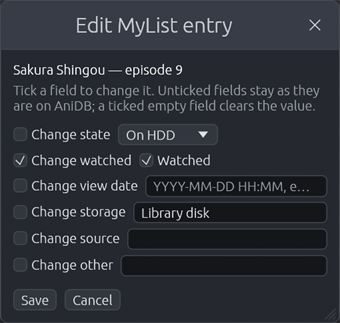 Edit MyList entry
Sakura Shingou — episode 9
Tick a field to change it. Unticked fields stay as they
are on AniDB; a ticked empty field clears the value.
Change state On HDD
Change watched Watched
Change view date YYYY-MM-DD HH:MM, e…
Change storage Library disk
Change source
Change other
Save Cancel